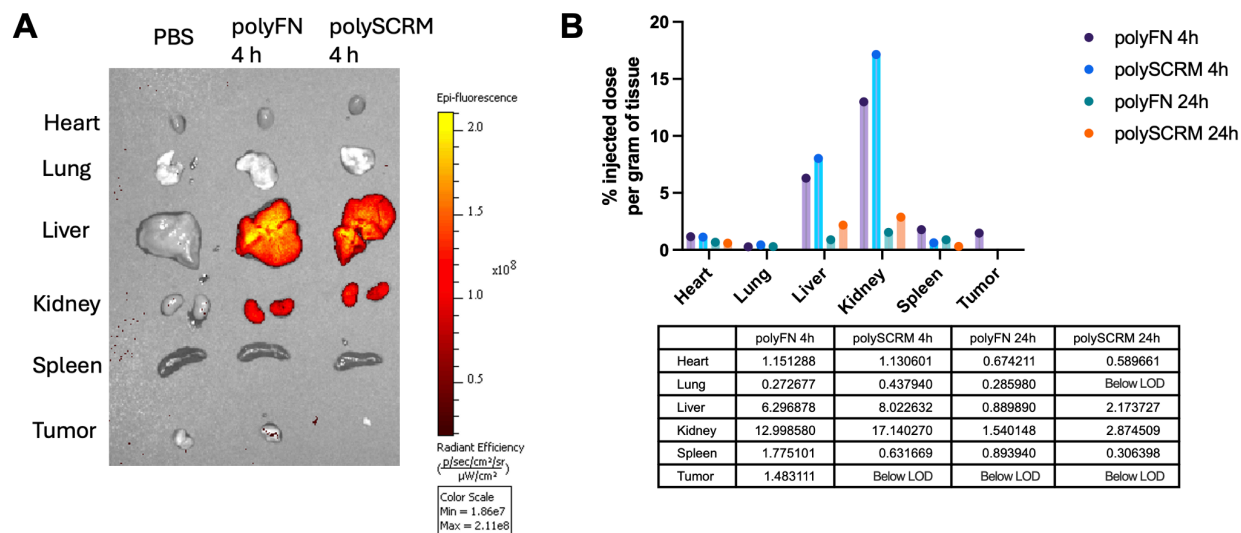 A
PBS
polyFN
4 h
polySCRM
4 h
Heart
Lung
Liver
Kidney
Spleen
Tumor
Epi-fluorescence
2.0
1.5
x10⁸
1.0
0.5
Radiant Efficiency
(p/sec/cm²/sr / µW/cm²)
Color Scale
Min = 1.86e7
Max = 2.11e8
B
% injected dose
per gram of tissue
20
15
10
5
0
Heart
Lung
Liver
Kidney
Spleen
Tumor
polyFN 4h
polySCRM 4h
polyFN 24h
polySCRM 24h
polyFN 4h polySCRM 4h polyFN 24h polySCRM 24h
Heart 1.151288 1.130601 0.674211 0.589661
Lung 0.272677 0.437940 0.285980 Below LOD
Liver 6.296878 8.022632 0.889890 2.173727
Kidney 12.998580 17.140270 1.540148 2.874509
Spleen 1.775101 0.631669 0.893940 0.306398
Tumor 1.483111 Below LOD Below LOD Below LOD